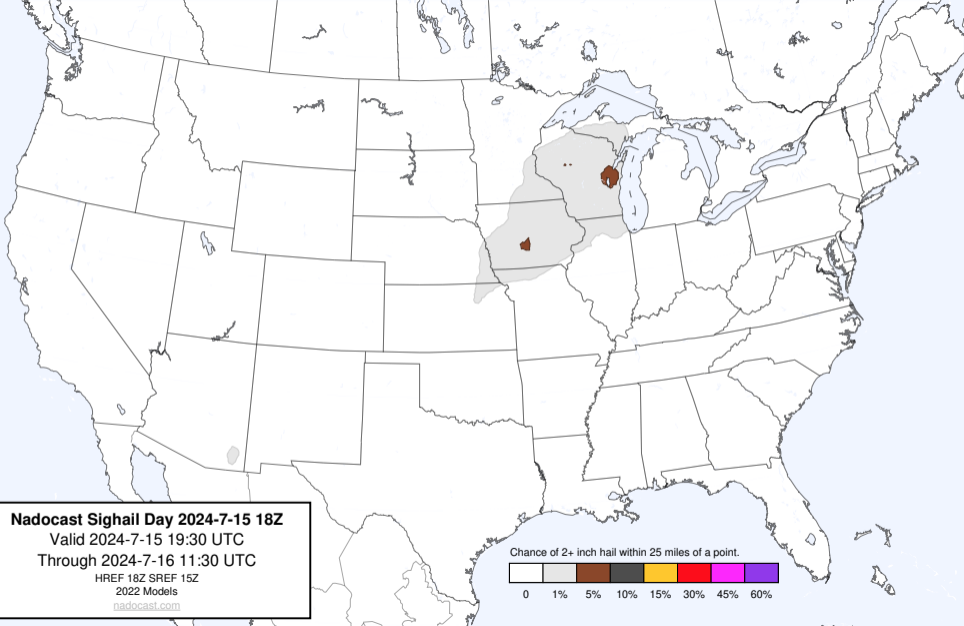 Nadocast Sighail Day 2024-7-15 18Z
Valid 2024-7-15 19:30 UTC
Through 2024-7-16 11:30 UTC
HREF 18Z SREF 15Z
2022 Models
nadocast.com
Chance of 2+ inch hail within 25 miles of a point.
0 1% 5% 10% 15% 30% 45% 60%